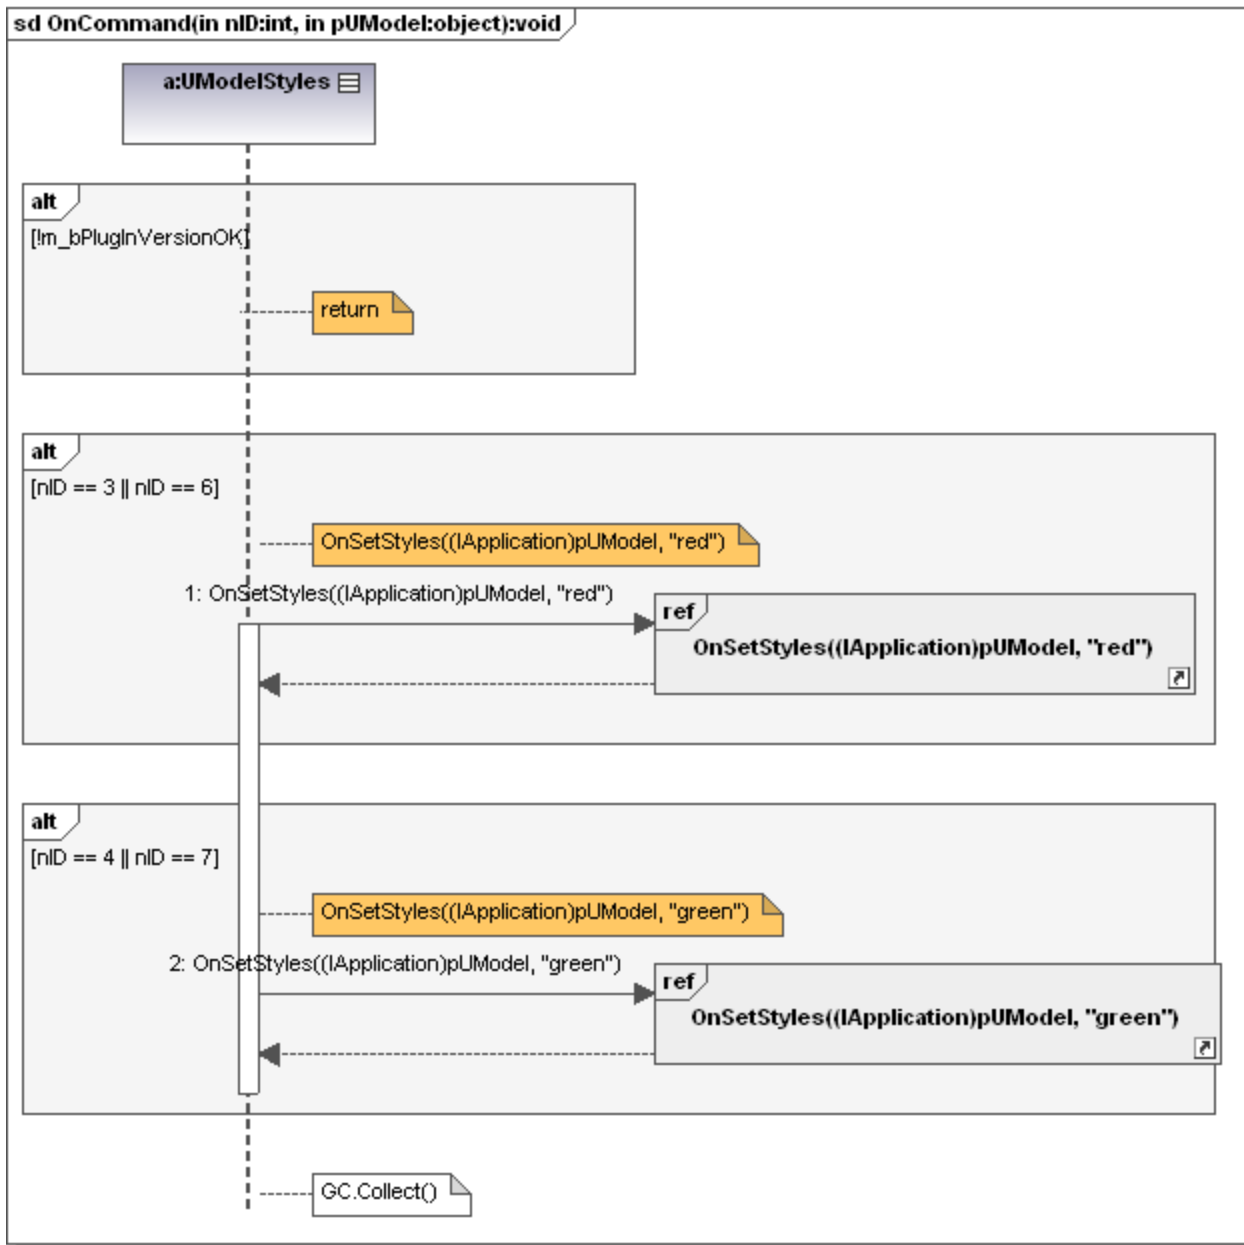 sd OnCommand(in nID:int, in pUModel:object):void
a:UModelStyles
alt
[!m_bPlugInVersionOK]
return
alt
[nID == 3 || nID == 6]
OnSetStyles((IApplication)pUModel, "red")
1: OnSetStyles((IApplication)pUModel, "red")
ref
OnSetStyles((IApplication)pUModel, "red")
alt
[nID == 4 || nID == 7]
OnSetStyles((IApplication)pUModel, "green")
2: OnSetStyles((IApplication)pUModel, "green")
ref
OnSetStyles((IApplication)pUModel, "green")
GC.Collect()